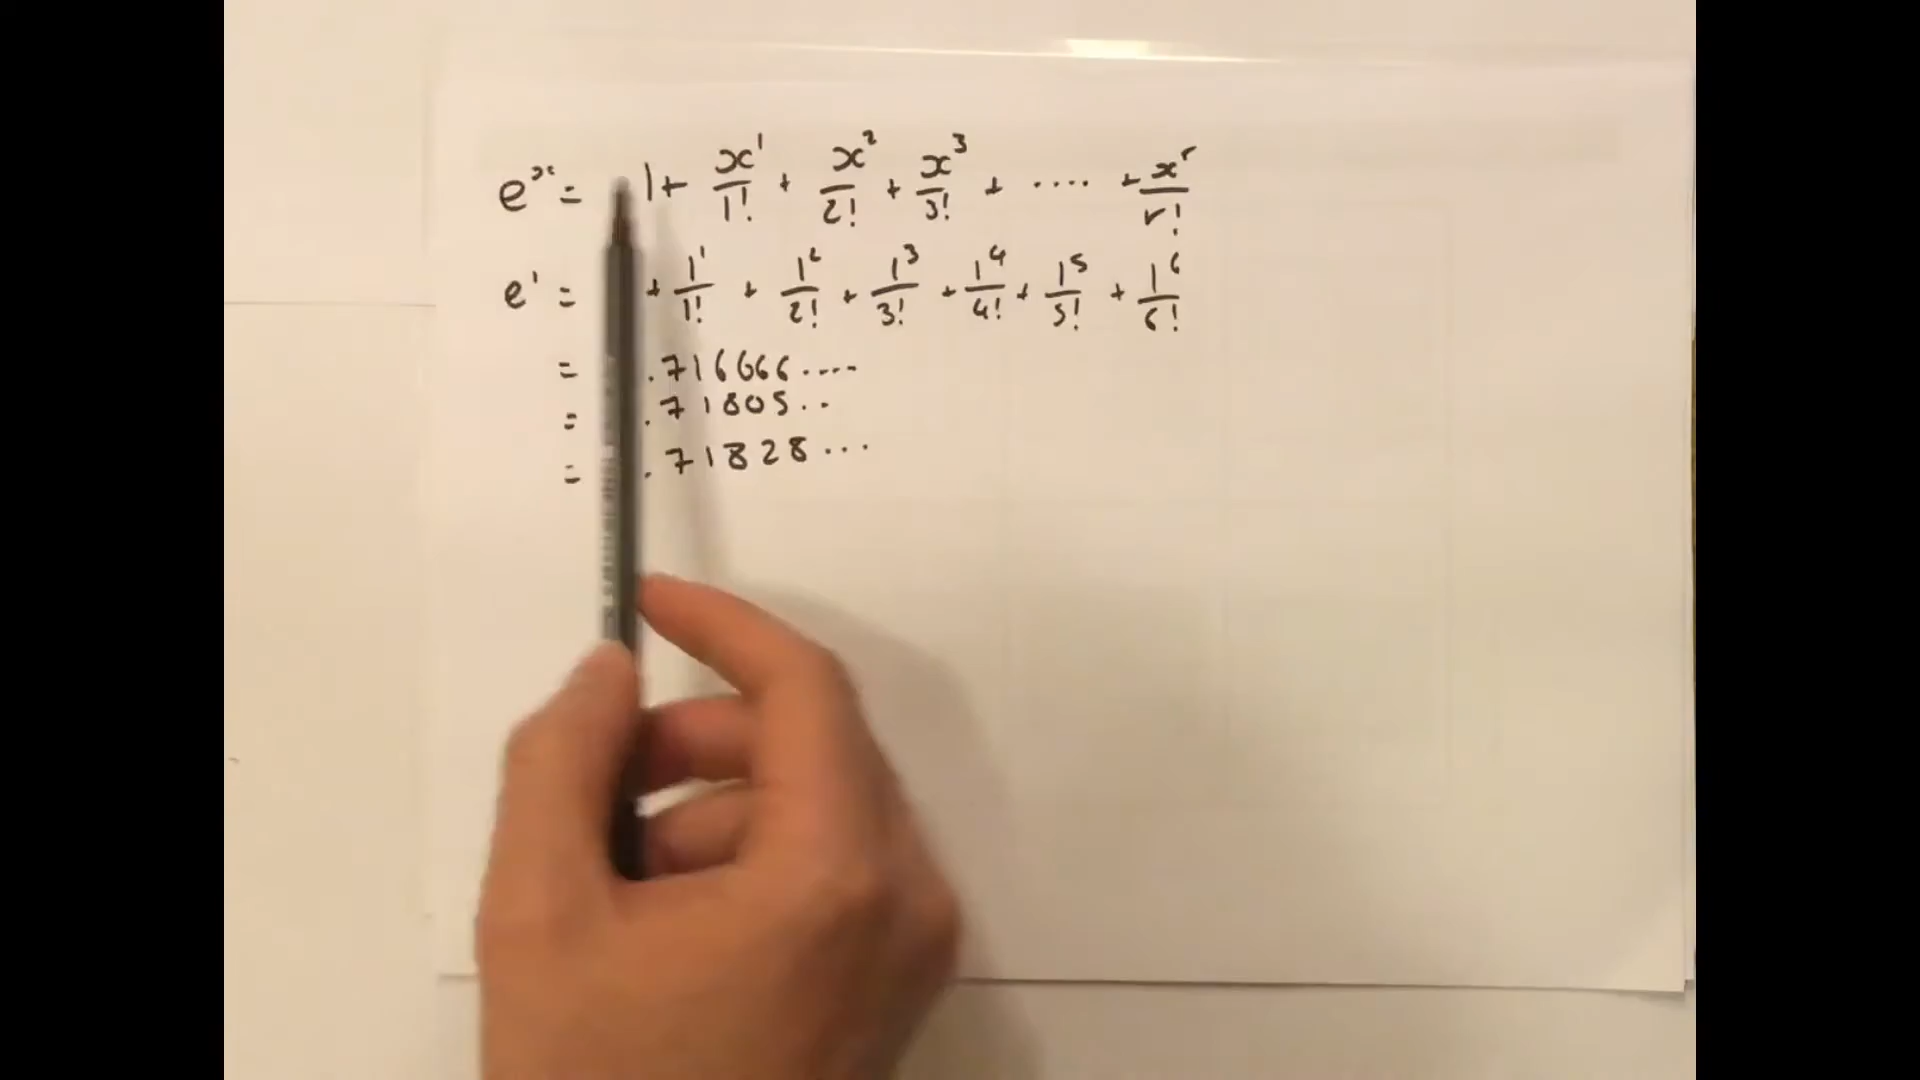 e^x = 1 + x^1/1! + x^2/2! + x^3/3! + .... + x^r/r!
e^1 = + 1^1/1! + 1^2/2! + 1^3/3! + 1^4/4! + 1^5/5! + 1^6/6!
= .716666....
= .71805..
= .71828...